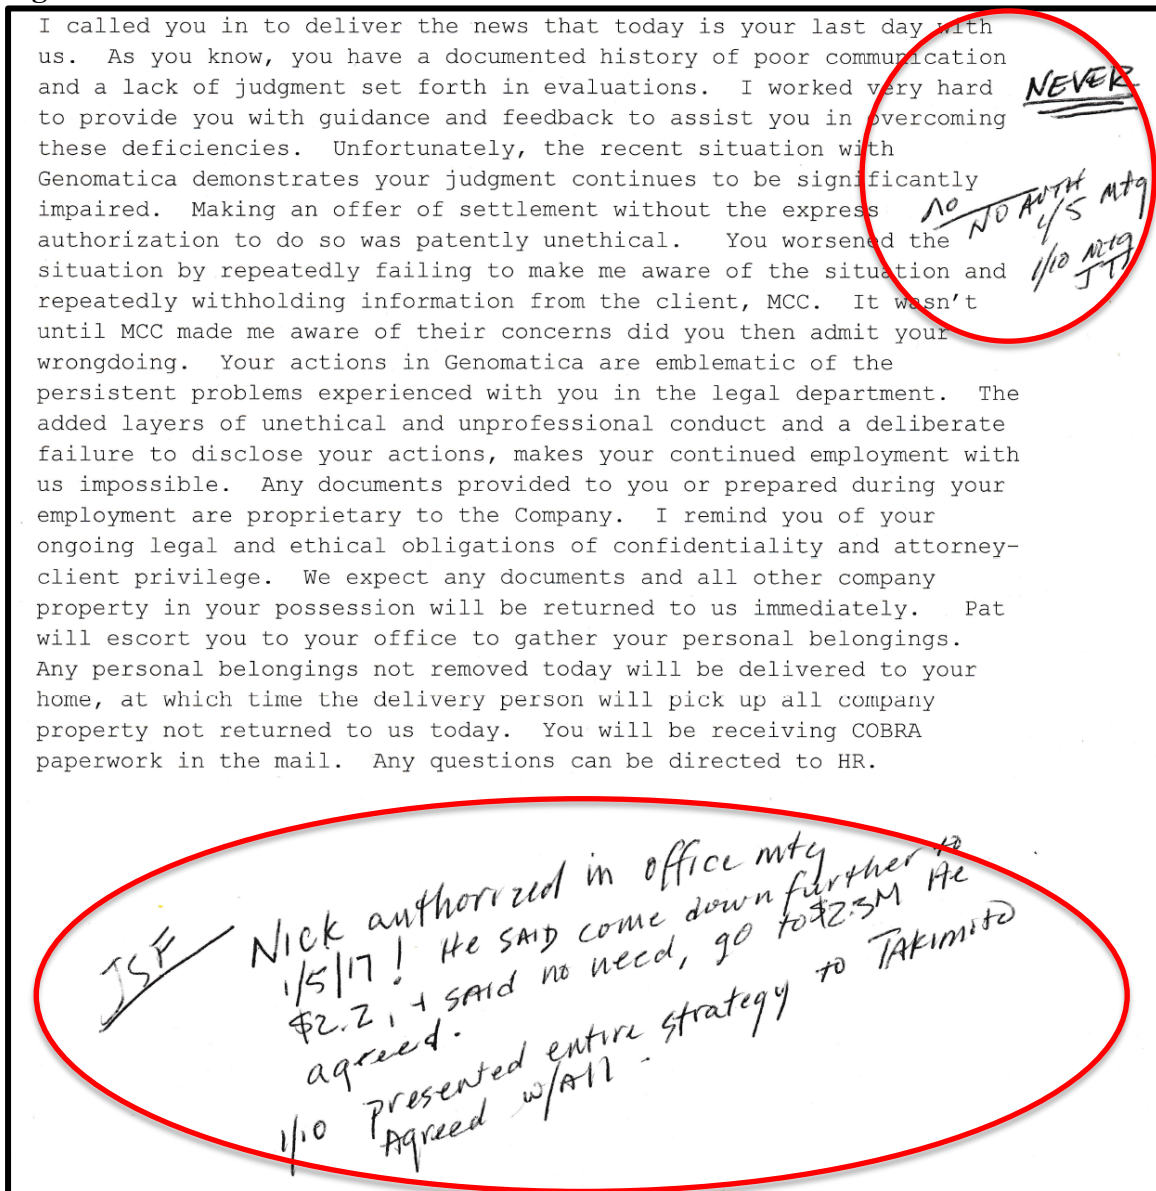 I called you in to deliver the news that today is your last day with
us. As you know, you have a documented history of poor communication
and a lack of judgment set forth in evaluations. I worked very hard
NEVER
to provide you with guidance and feedback to assist you in overcoming
these deficiencies. Unfortunately, the recent situation with
Genomatica demonstrates your judgment continues to be significantly
impaired. Making an offer of settlement without the express
no NO AUTH
1/5 mtg
authorization to do so was patently unethical. You worsened the
situation by repeatedly failing to make me aware of the situation and
1/10 mtg
repeatedly withholding information from the client, MCC. It wasn't
until MCC made me aware of their concerns did you then admit your
wrongdoing. Your actions in Genomatica are emblematic of the
persistent problems experienced with you in the legal department. The
added layers of unethical and unprofessional conduct and a deliberate
failure to disclose your actions, makes your continued employment with
us impossible. Any documents provided to you or prepared during your
employment are proprietary to the Company. I remind you of your
ongoing legal and ethical obligations of confidentiality and attorney-
client privilege. We expect any documents and all other company
property in your possession will be returned to us immediately. Pat
will escort you to your office to gather your personal belongings.
Any personal belongings not removed today will be delivered to your
home, at which time the delivery person will pick up all company
property not returned to us today. You will be receiving COBRA
paperwork in the mail. Any questions can be directed to HR.
JSF
Nick authorized in office mtg
1/5/17! He SAID come down further to
$2.2, I SAid no need, go to $2.3M He
agreed.
1/10 presented entire strategy to TAKimoto
Agreed w/All